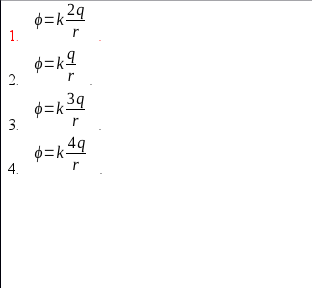 1. ϕ=k 2q/r .
2. ϕ=k q/r .
3. ϕ=k 3q/r .
4. ϕ=k 4q/r .